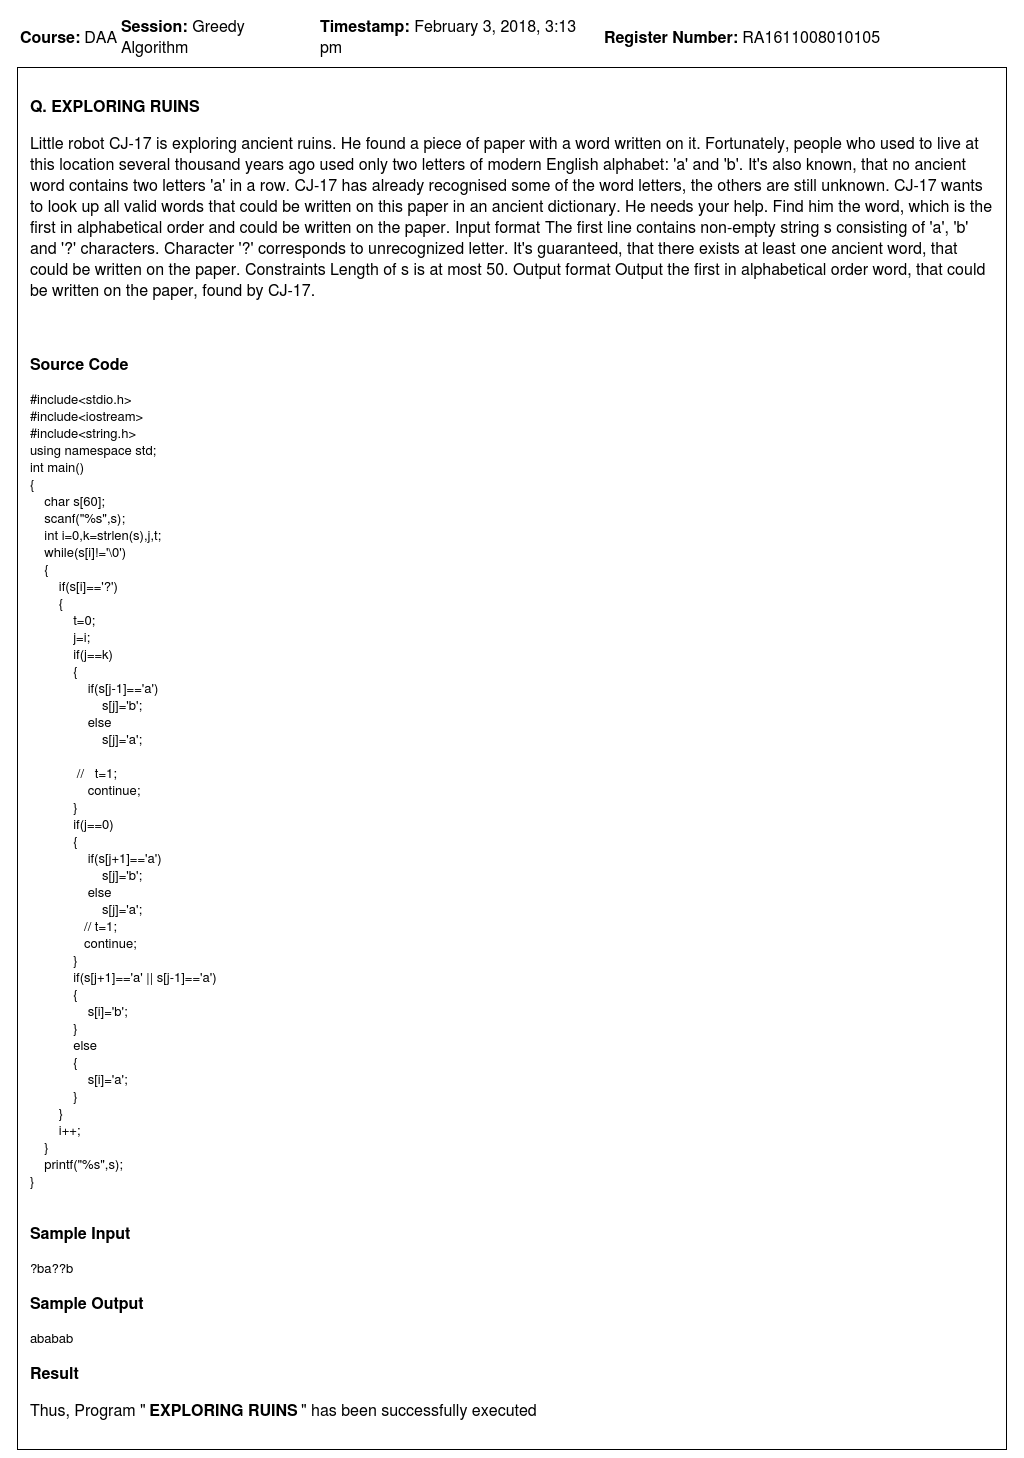 Course: DAA Session: Greedy Algorithm Timestamp: February 3, 2018, 3:13 pm Register Number: RA1611008010105
Q. EXPLORING RUINS
Little robot CJ-17 is exploring ancient ruins. He found a piece of paper with a word written on it. Fortunately, people who used to live at
this location several thousand years ago used only two letters of modern English alphabet: 'a' and 'b'. It's also known, that no ancient
word contains two letters 'a' in a row. CJ-17 has already recognised some of the word letters, the others are still unknown. CJ-17 wants
to look up all valid words that could be written on this paper in an ancient dictionary. He needs your help. Find him the word, which is the
first in alphabetical order and could be written on the paper. Input format The first line contains non-empty string s consisting of 'a', 'b'
and '?' characters. Character '?' corresponds to unrecognized letter. It's guaranteed, that there exists at least one ancient word, that
could be written on the paper. Constraints Length of s is at most 50. Output format Output the first in alphabetical order word, that could
be written on the paper, found by CJ-17.
Source Code
#include<stdio.h>
#include<iostream>
#include<string.h>
using namespace std;
int main()
{
    char s[60];
    scanf("%s",s);
    int i=0,k=strlen(s),j,t;
    while(s[i]!='\0')
    {
        if(s[i]=='?')
        {
            t=0;
            j=i;
            if(j==k)
            {
                if(s[j-1]=='a')
                    s[j]='b';
                else
                    s[j]='a';
             //   t=1;
                continue;
            }
            if(j==0)
            {
                if(s[j+1]=='a')
                    s[j]='b';
                else
                    s[j]='a';
               // t=1;
               continue;
            }
            if(s[j+1]=='a' || s[j-1]=='a')
            {
                s[i]='b';
            }
            else
            {
                s[i]='a';
            }
        }
        i++;
    }
    printf("%s",s);
}
Sample Input
?ba??b
Sample Output
ababab
Result
Thus, Program " EXPLORING RUINS " has been successfully executed